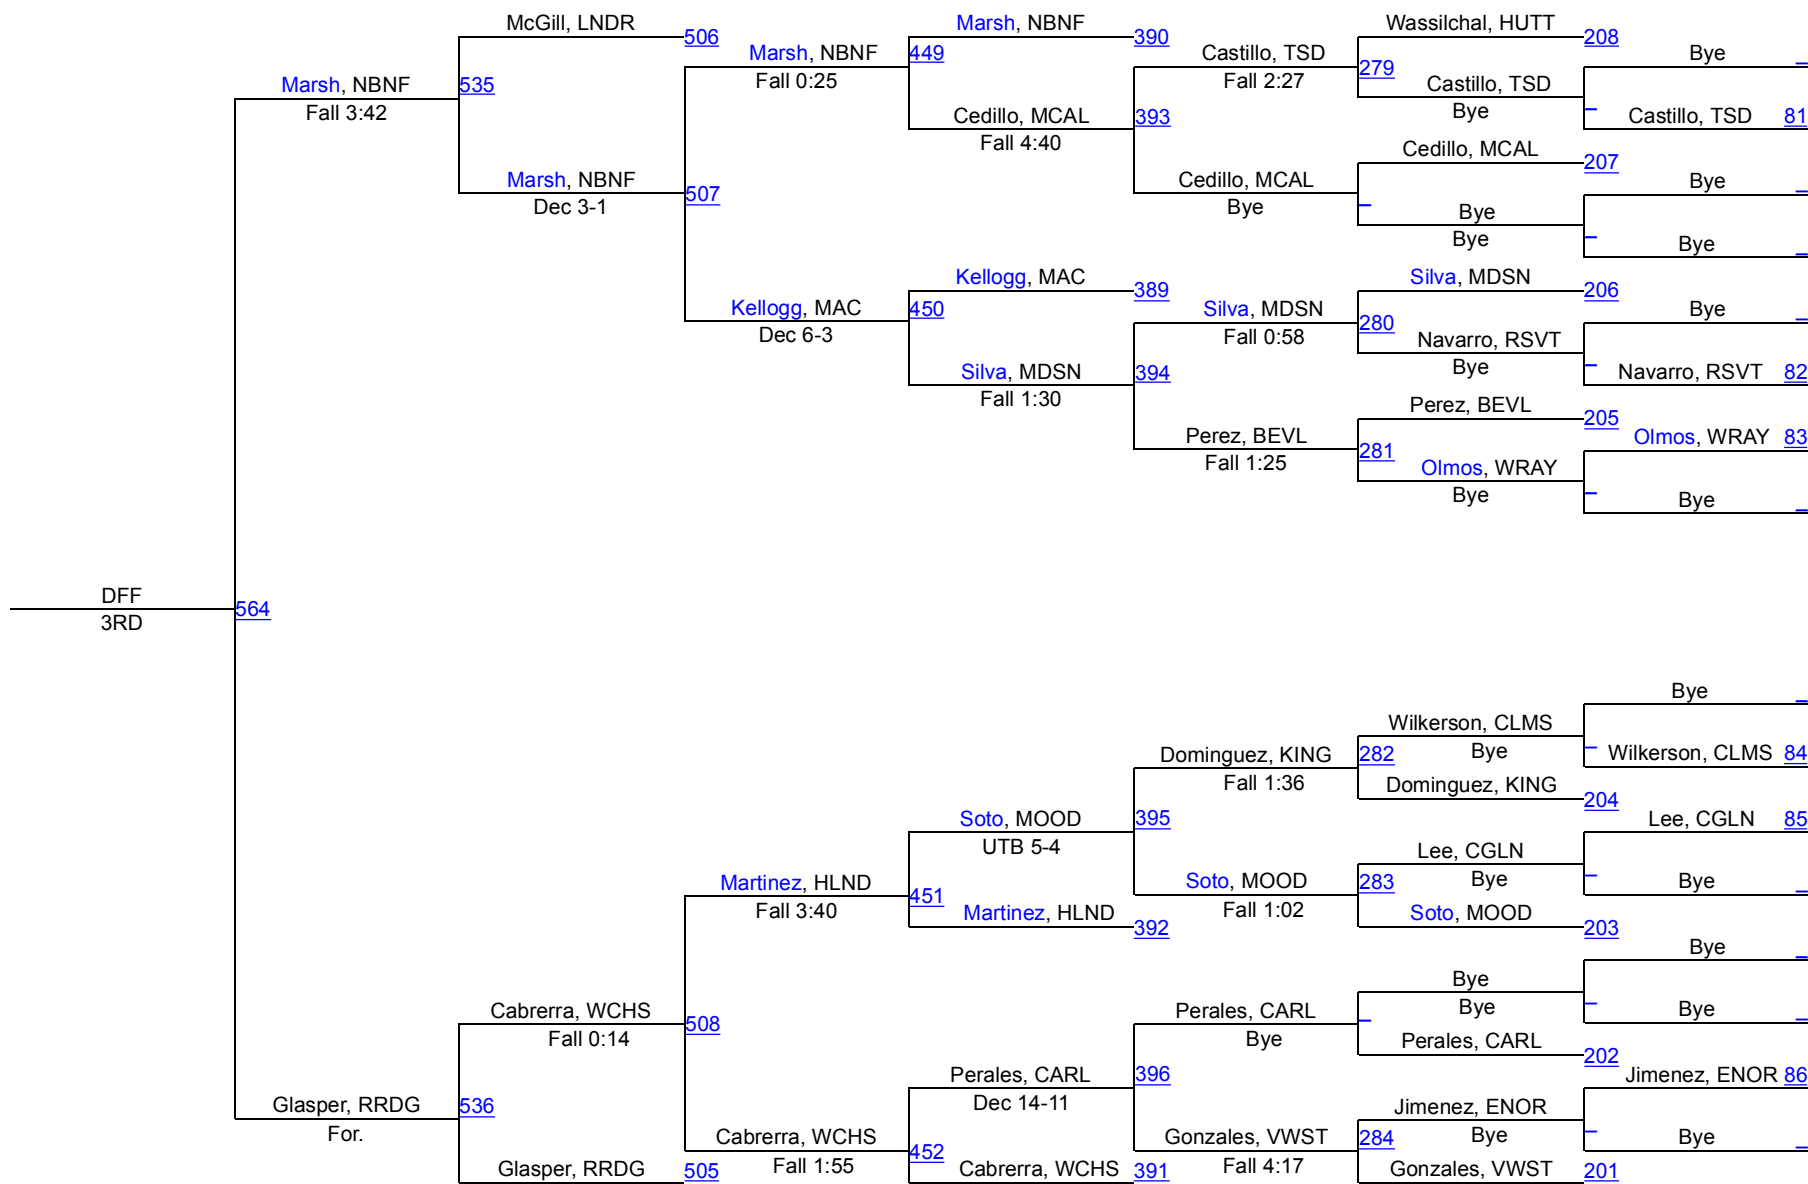 McGill, LNDR 506
Marsh, NBNF 390
Wassilchal, HUTT 208
Marsh, NBNF 449
Fall 0:25
Castillo, TSD 279
Fall 2:27
Bye
Marsh, NBNF 535
Fall 3:42
Castillo, TSD
Bye
Cedillo, MCAL 393
Fall 4:40
Castillo, TSD 81
Cedillo, MCAL 207
Marsh, NBNF 507
Dec 3-1
Cedillo, MCAL
Bye
Bye
Bye
Bye
Bye
Kellogg, MAC 389
Silva, MDSN 206
Kellogg, MAC 450
Dec 6-3
Silva, MDSN 280
Fall 0:58
Bye
Navarro, RSVT
Bye
Silva, MDSN 394
Fall 1:30
Navarro, RSVT 82
Perez, BEVL 205
Perez, BEVL 281
Fall 1:25
Olmos, WRAY 83
Olmos, WRAY
Bye
Bye
DFF 564
3RD
Bye
Wilkerson, CLMS
Bye
Dominguez, KING 282
Fall 1:36
Wilkerson, CLMS 84
Dominguez, KING 204
Soto, MOOD 395
UTB 5-4
Lee, CGLN 85
Lee, CGLN
Bye
Martinez, HLND 451
Fall 3:40
Soto, MOOD 283
Fall 1:02
Bye
Martinez, HLND 392
Soto, MOOD 203
Bye
Bye
Bye
Cabrerra, WCHS 508
Fall 0:14
Perales, CARL
Bye
Bye
Perales, CARL 202
Perales, CARL 396
Dec 14-11
Jimenez, ENOR 86
Glasper, RRDG 536
For.
Jimenez, ENOR
Bye
Cabrerra, WCHS 452
Fall 1:55
Gonzales, VWST 284
Fall 4:17
Bye
Glasper, RRDG 505
Cabrerra, WCHS 391
Gonzales, VWST 201